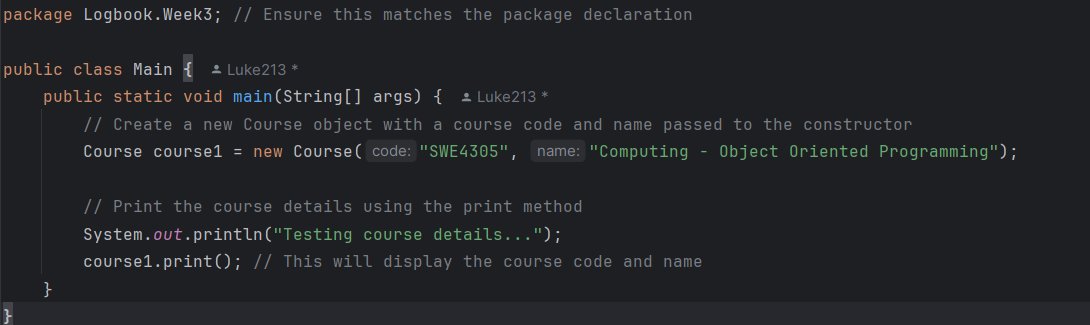 package Logbook.Week3; // Ensure this matches the package declaration
public class Main { Luke213 *
public static void main(String[] args) { Luke213 *
// Create a new Course object with a course code and name passed to the constructor
Course course1 = new Course( code: "SWE4305", name: "Computing - Object Oriented Programming");
// Print the course details using the print method
System.out.println("Testing course details...");
course1.print(); // This will display the course code and name
}
}